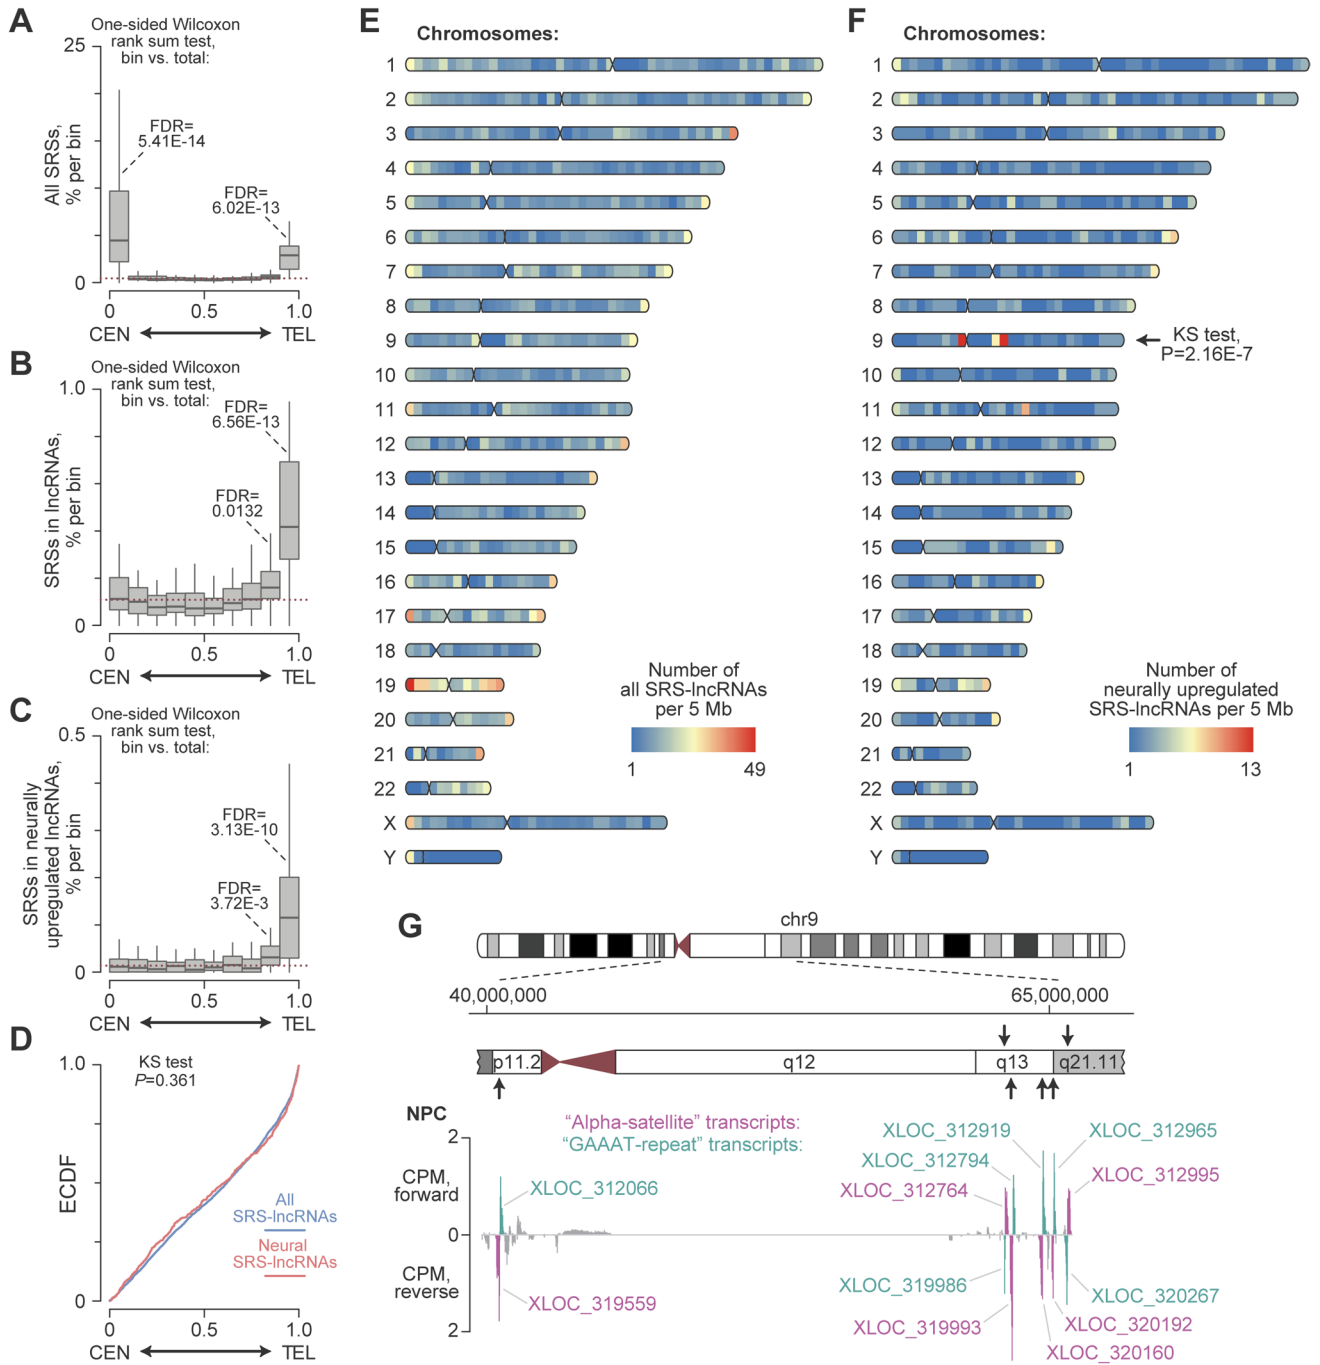 A
One-sided Wilcoxon
rank sum test,
bin vs. total:
25
All SRSs,
% per bin
FDR=
5.41E-14
FDR=
6.02E-13
0
0
0.5
1.0
CEN
TEL
B
One-sided Wilcoxon
rank sum test,
bin vs. total:
1.0
SRSs in lncRNAs,
% per bin
FDR=
6.56E-13
FDR=
0.0132
0
0
0.5
1.0
CEN
TEL
C
One-sided Wilcoxon
rank sum test,
bin vs. total:
0.5
SRSs in neurally
upregulated lncRNAs,
% per bin
FDR=
3.13E-10
FDR=
3.72E-3
0
0
0.5
1.0
CEN
TEL
D
1.0
KS test
P=0.361
ECDF
All
SRS-lncRNAs
Neural
SRS-lncRNAs
0
0
0.5
1.0
CEN
TEL
E
Chromosomes:
1
2
3
4
5
6
7
8
9
10
11
12
13
14
15
16
17
18
19
20
21
22
X
Y
Number of
all SRS-lncRNAs
per 5 Mb
1
49
F
Chromosomes:
1
2
3
4
5
6
7
8
9
KS test,
P=2.16E-7
10
11
12
13
14
15
16
17
18
19
20
21
22
X
Y
Number of
neurally upregulated
SRS-lncRNAs per 5 Mb
1
13
G
chr9
40,000,000
65,000,000
p11.2
q12
q13
q21.11
NPC
"Alpha-satellite" transcripts:
"GAAAT-repeat" transcripts:
2
CPM,
forward
0
CPM,
reverse
2
XLOC_312066
XLOC_319559
XLOC_312919
XLOC_312794
XLOC_312764
XLOC_312965
XLOC_312995
XLOC_319986
XLOC_319993
XLOC_320267
XLOC_320192
XLOC_320160